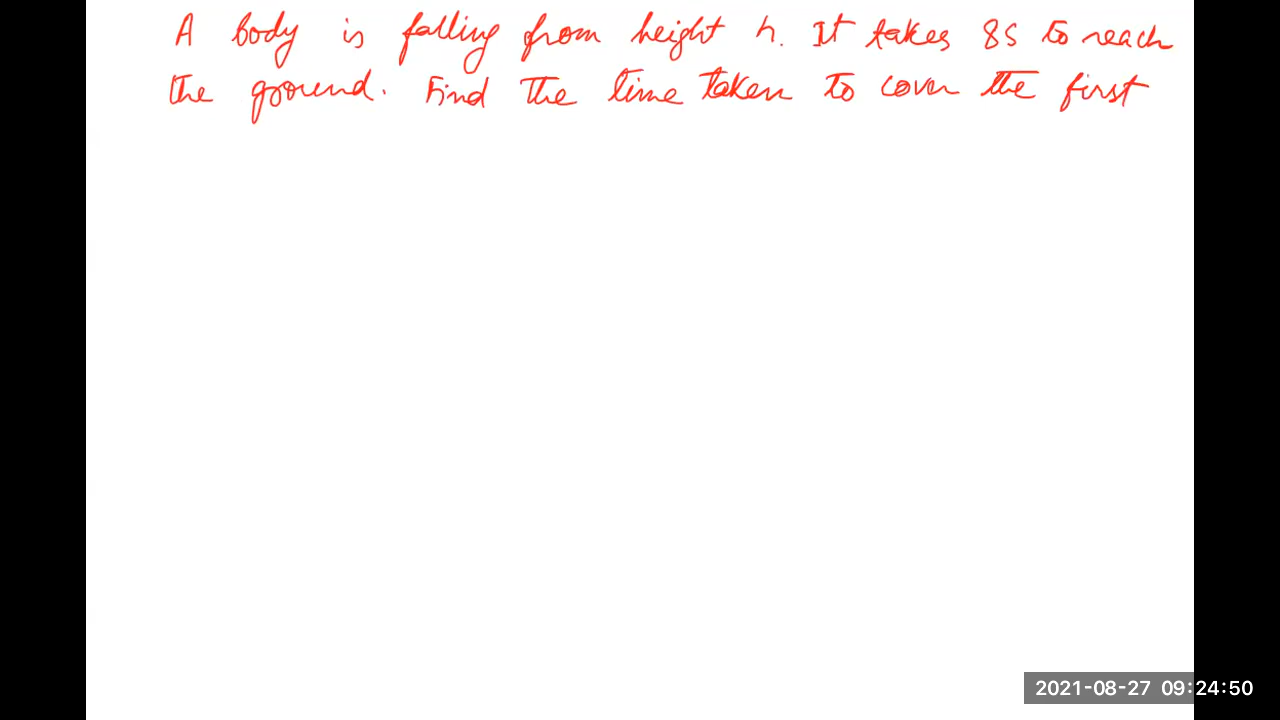 A body is falling from height h. It takes 8s to reach
the ground. Find the time taken to cover the first
2021-08-27 09:24:50